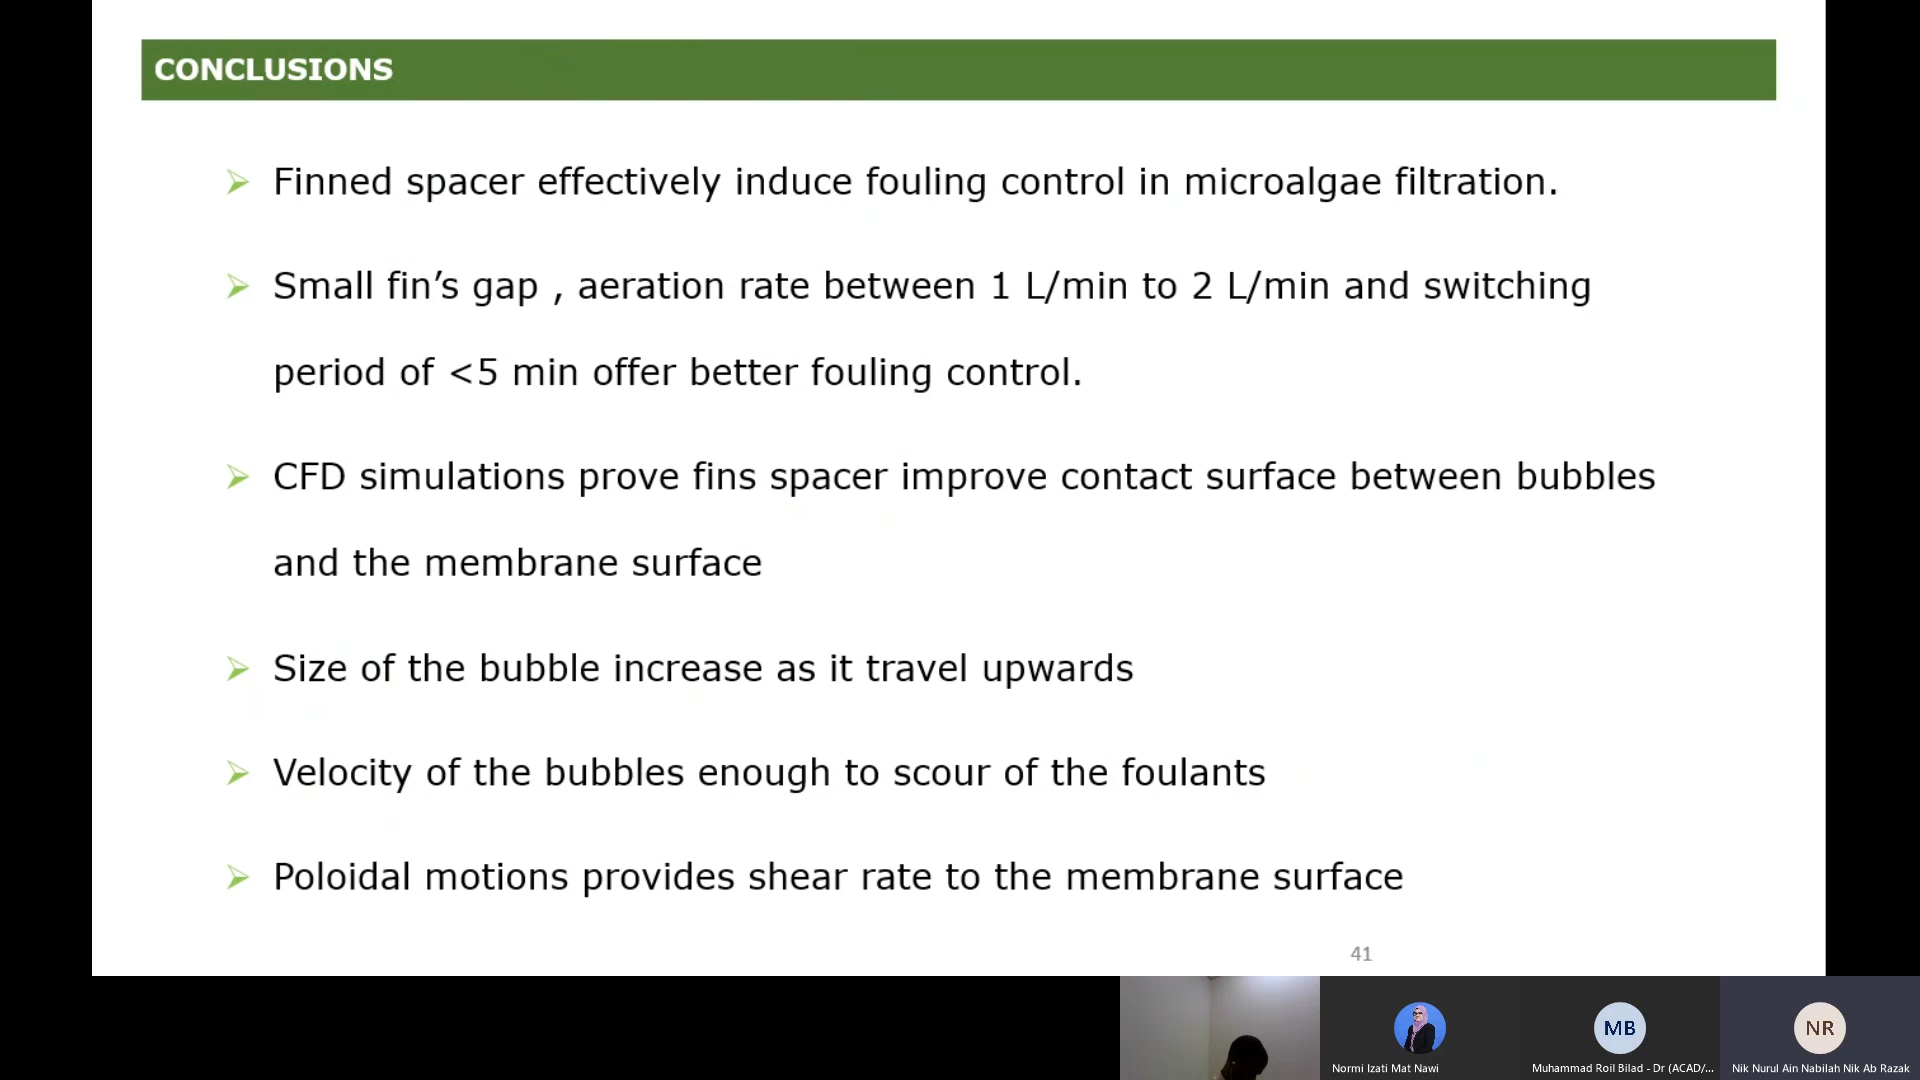 CONCLUSIONS
Finned spacer effectively induce fouling control in microalgae filtration.
Small fin’s gap , aeration rate between 1 L/min to 2 L/min and switching
period of <5 min offer better fouling control.
CFD simulations prove fins spacer improve contact surface between bubbles
and the membrane surface
Size of the bubble increase as it travel upwards
Velocity of the bubbles enough to scour of the foulants
Poloidal motions provides shear rate to the membrane surface
41
MB
NR
Normi Izati Mat Nawi
Muhammad Roil Bilad - Dr (ACAD/...
Nik Nurul Ain Nabilah Nik Ab Razak